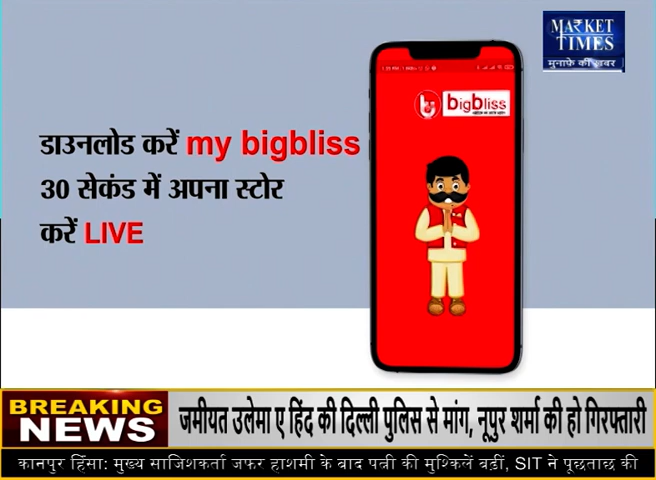 MARKET
TIMES
मुनाफे की खबर
bigbliss
डाउनलोड करें my bigbliss
30 सेकंड में अपना स्टोर
करें LIVE
BREAKING
NEWS
जमीयत उलेमा ए हिंद की दिल्ली पुलिस से मांग, नूपुर शर्मा की हो गिरफ्तारी
कानपुर हिंसा: मुख्य साजिशकर्ता जफर हाशमी के बाद पत्नी की मुश्किलें बढ़ीं, SIT ने पूछताछ की